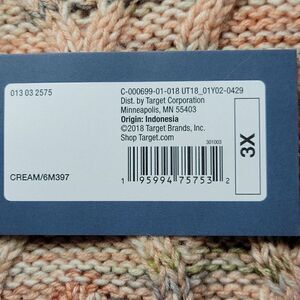 013 03 2575
C-000699-01-018 UT18_01Y02-0429
Dist. by Target Corporation
Minneapolis, MN 55403
Origin: Indonesia
©2018 Target Brands, Inc.
Shop Target.com
301003
3X
CREAM/6M397
1 95994 75753 2